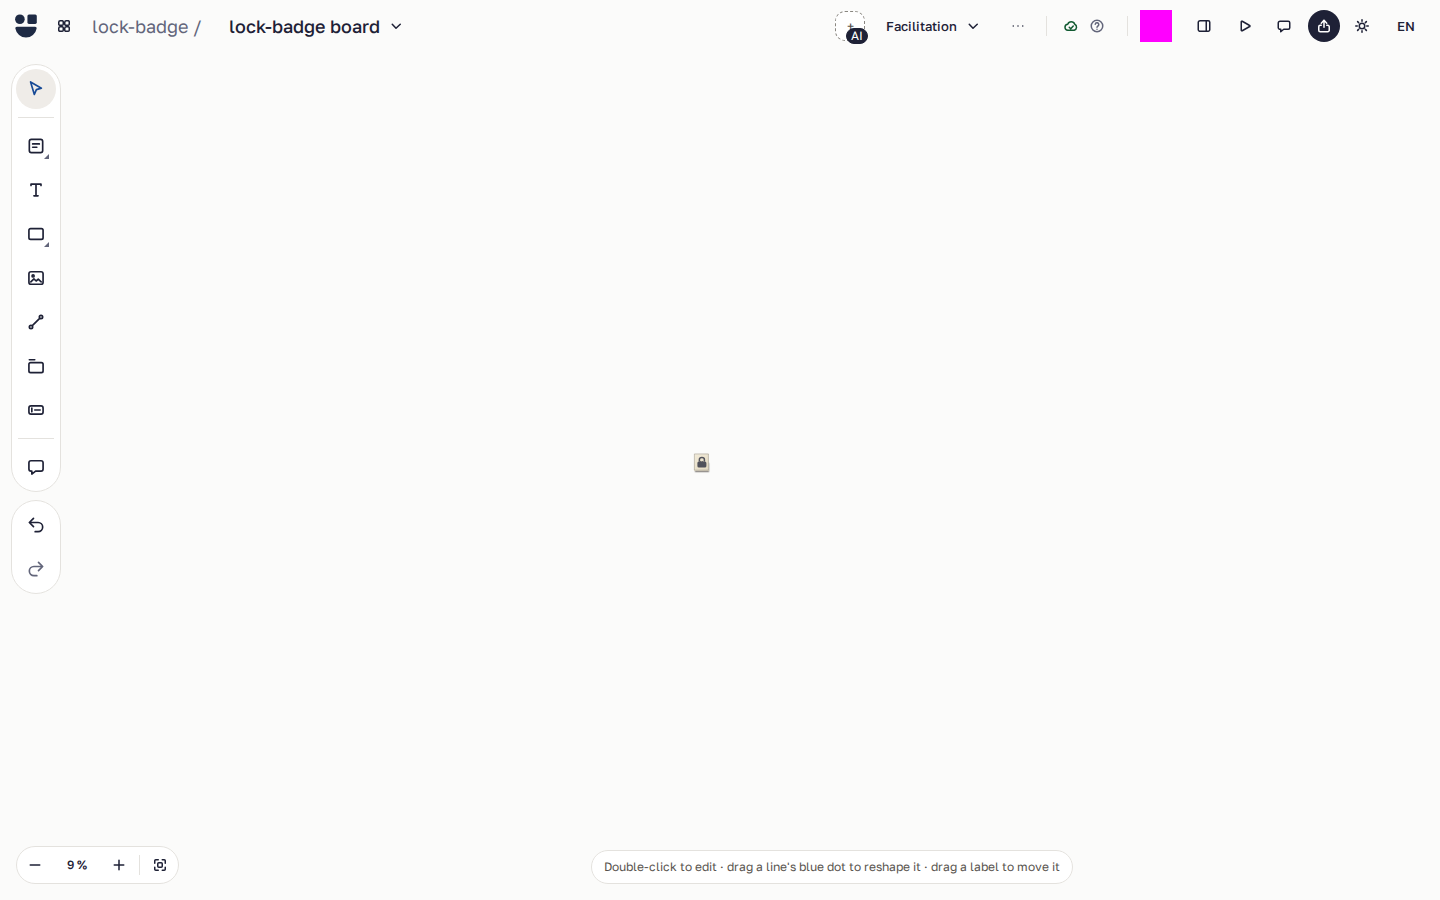 lock-badge / lock-badge board
AI
Facilitation
EN
9 %
Double-click to edit · drag a line's blue dot to reshape it · drag a label to move it